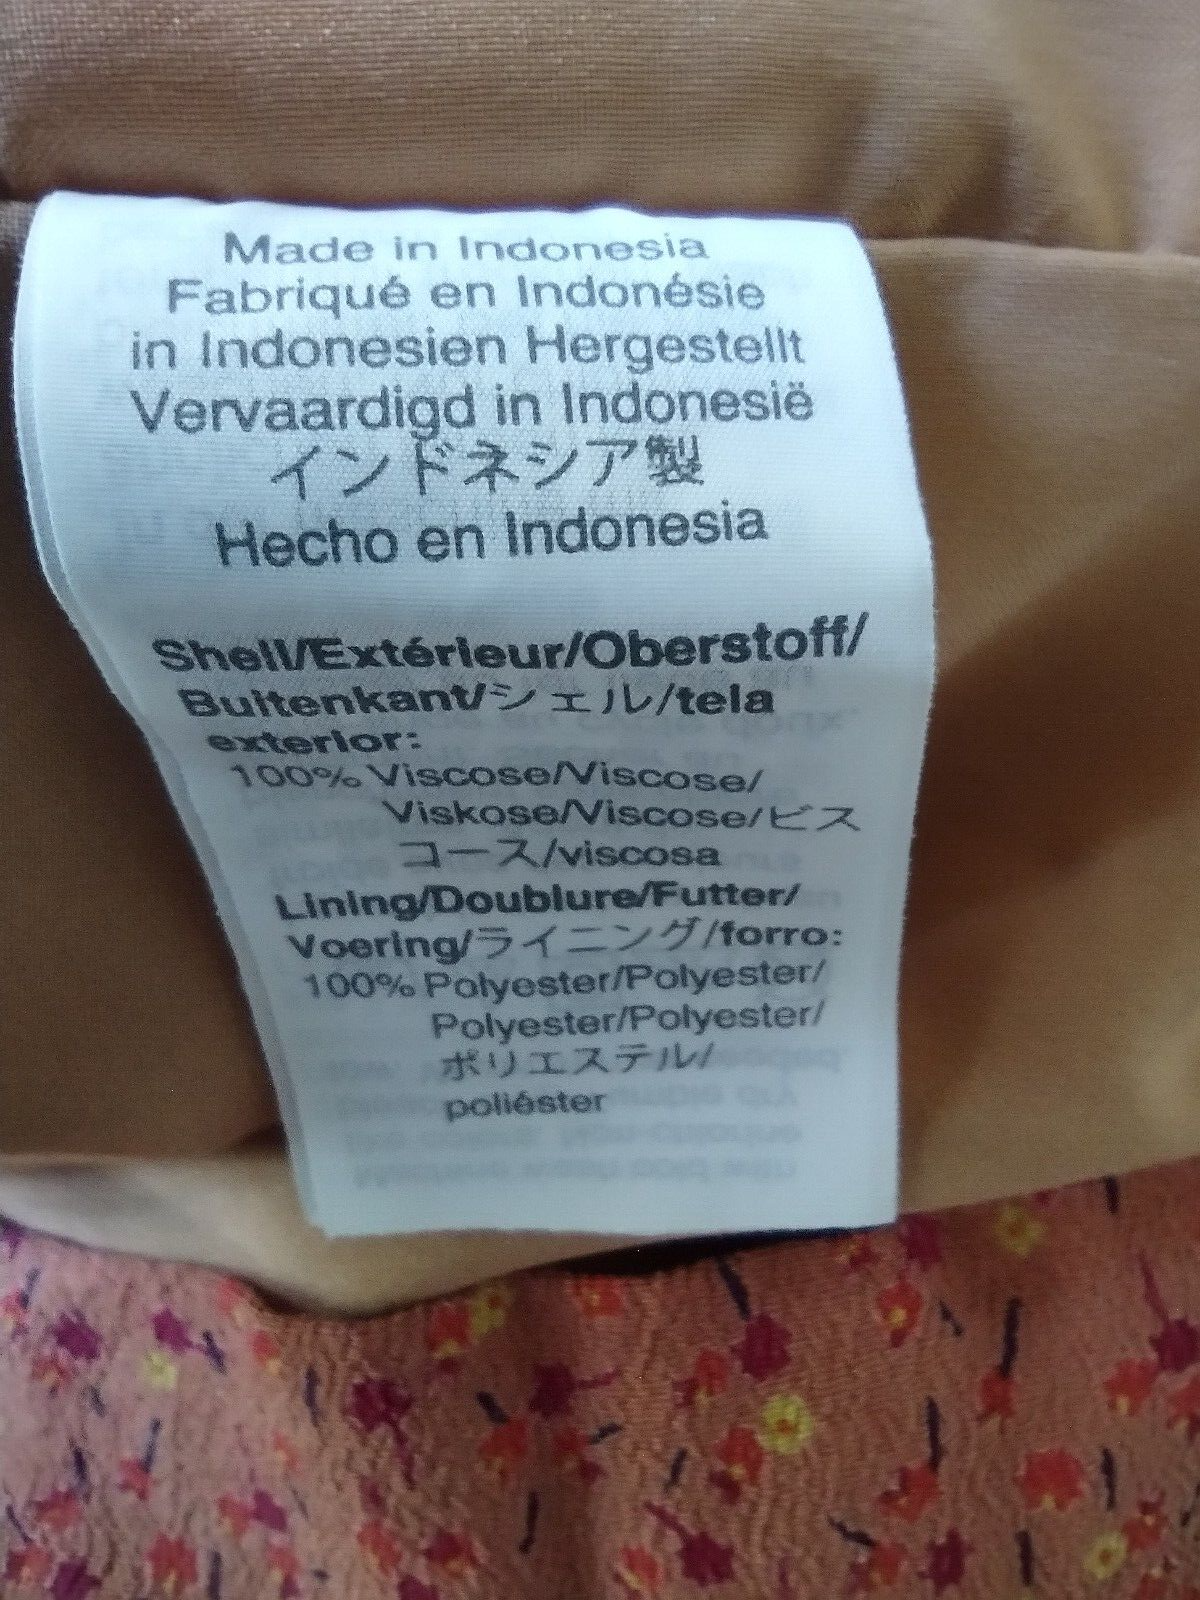 Made in Indonesia
Fabriqué en Indonésie
in Indonesien Hergestellt
Vervaardigd in Indonesië
インドネシア製
Hecho en Indonesia
Shell/Extérieur/Oberstoff/
Buitenkant/シェル/tela
exterior:
100% Viscose/Viscose/
Viskose/Viscose/ビス
コース/viscosa
Lining/Doublure/Futter/
Voering/ライニング/forro:
100% Polyester/Polyester/
Polyester/Polyester/
ポリエステル/
poliéster